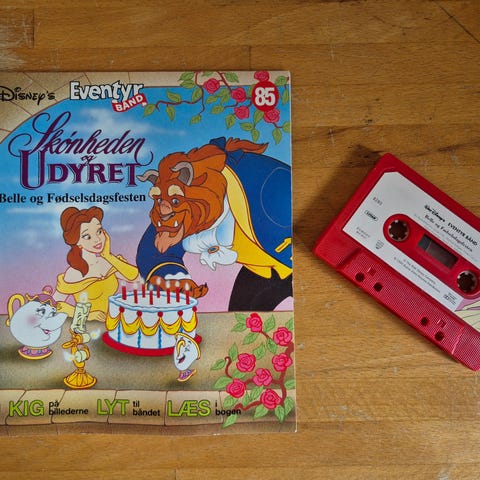 Disney's Eventyr
BÅND
85
Skønheden
og
UDYRET
Belle og Fødselsdagsfesten
KIG på billederne LYT til båndet LÆS i bogen
Walt Disney's EVENTYR BÅND
Belle og Fødselsdagsfesten